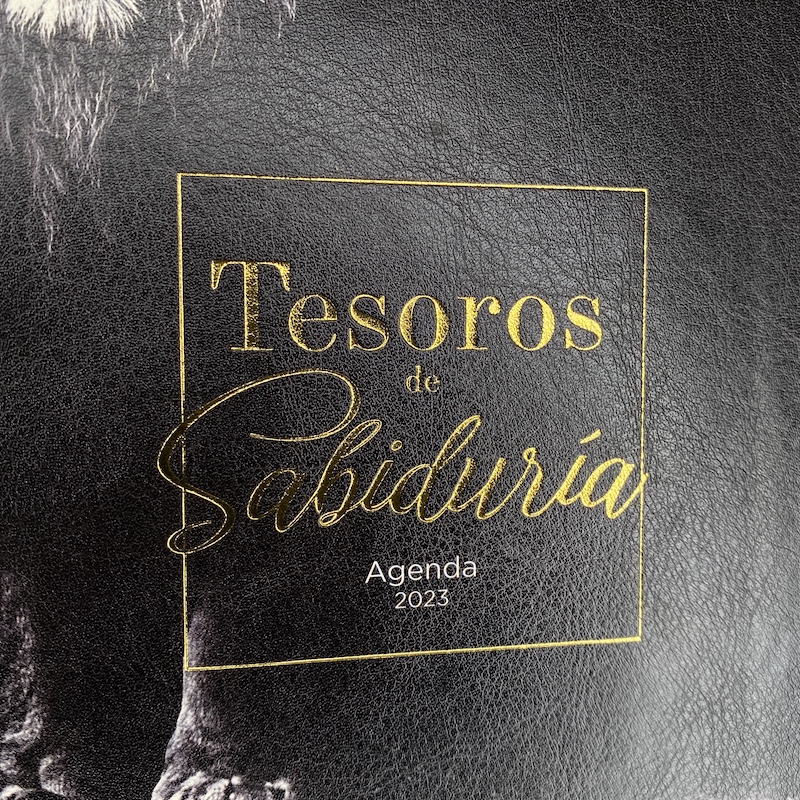 Tesoros
de
Sabiduría
Agenda
2023